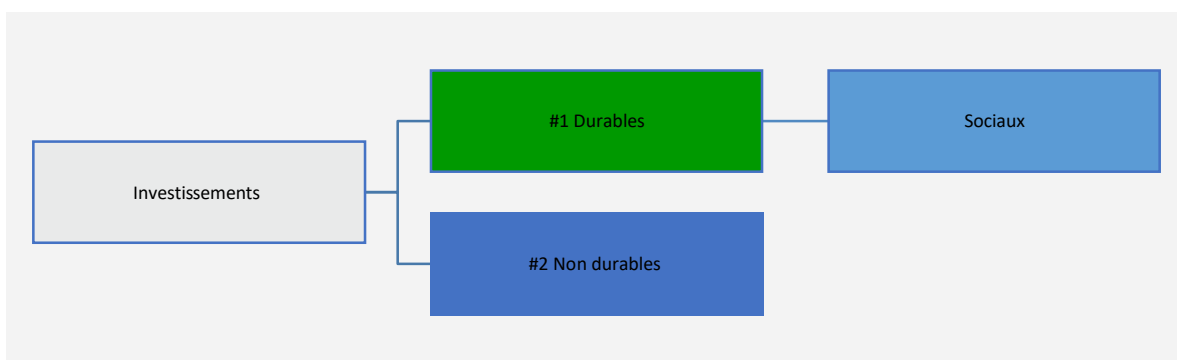 #1 Durables
Sociaux
Investissements
#2 Non durables